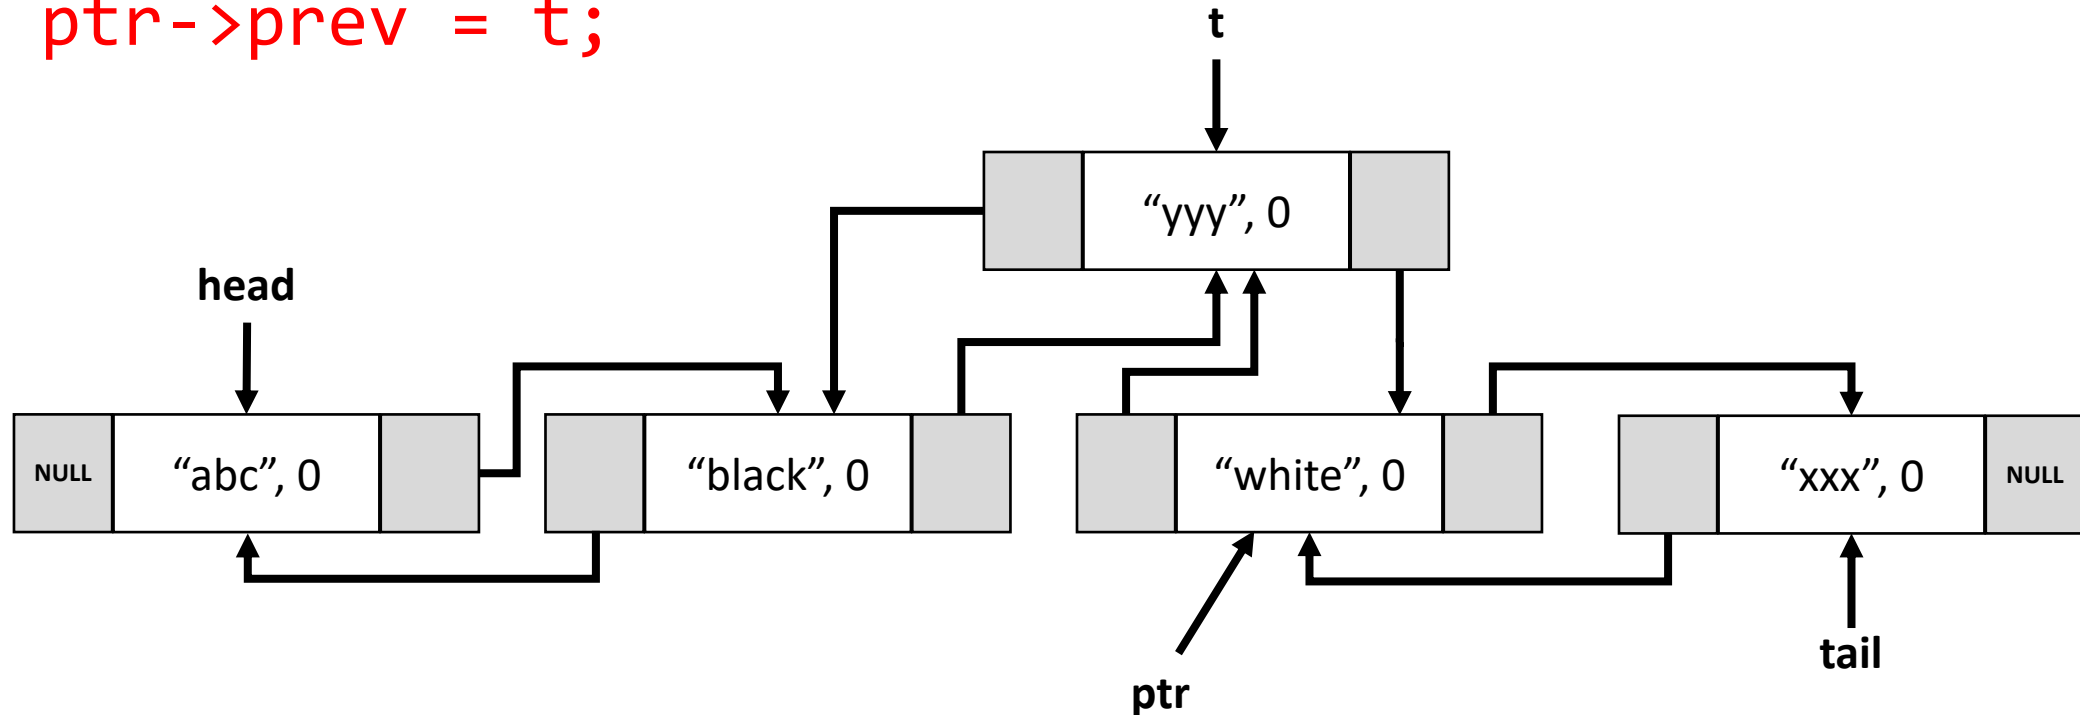 ptr->prev = t;
t
“yyy”, 0
head
NULL
“abc”, 0
“black”, 0
“white”, 0
“xxx”, 0
NULL
tail
ptr